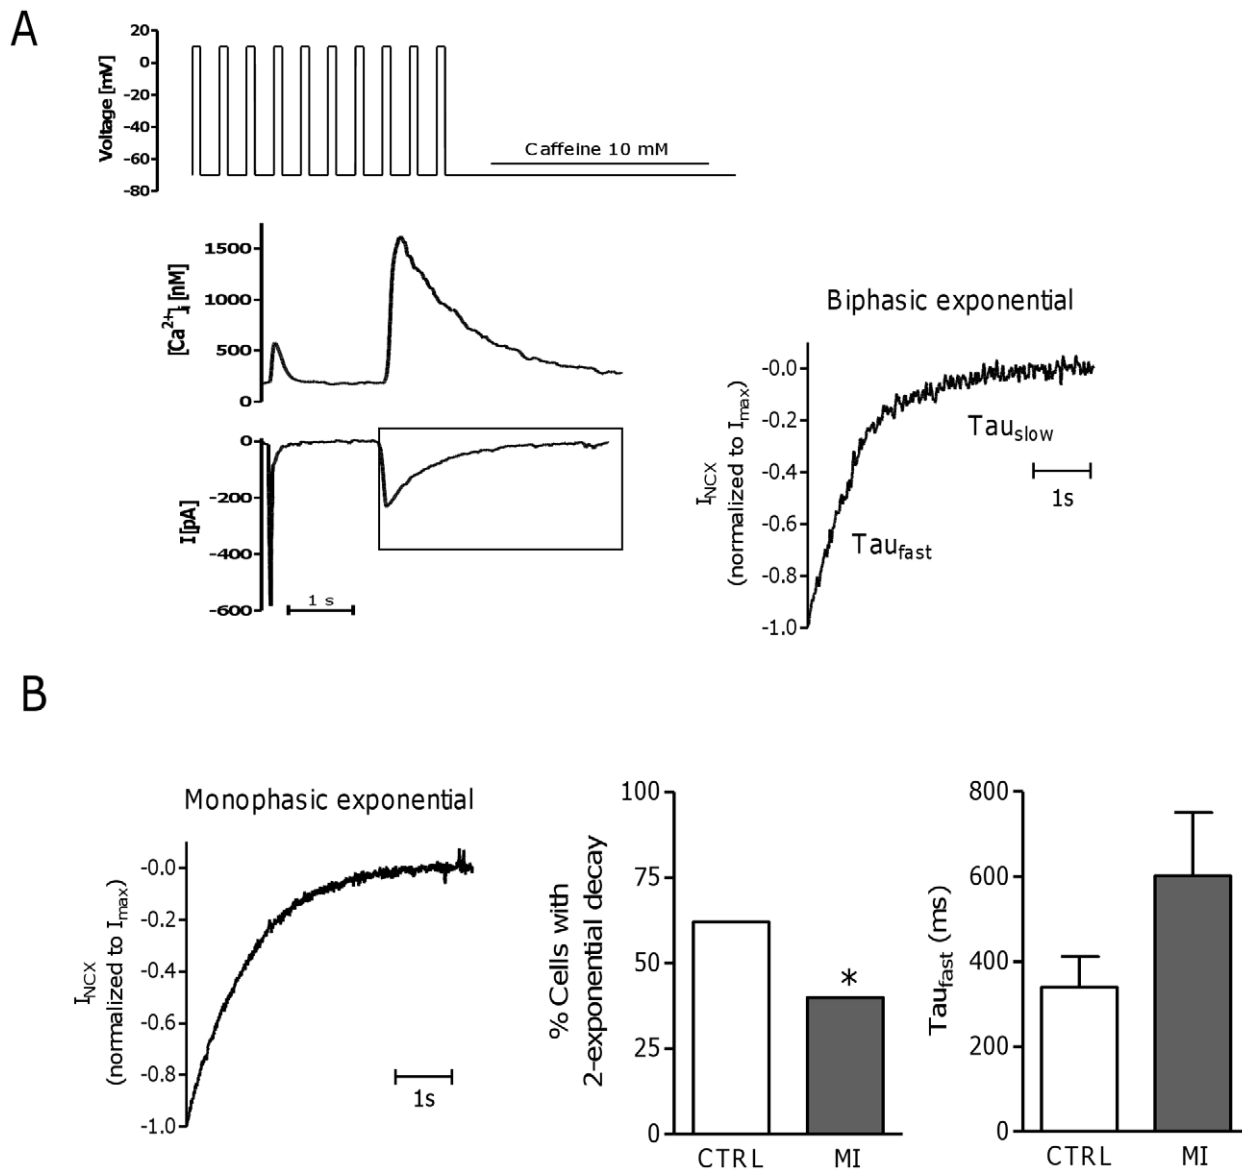 A
Voltage [mV]
20
0
-20
-40
-60
-80
Caffeine 10 mM
[Ca2+]i [nM]
1500
1000
500
0
I[pA]
0
-200
-400
-600
1 s
Biphasic exponential
INCX
(normalized to Imax)
-0.0
-0.2
-0.4
-0.6
-0.8
-1.0
Tauslow
Taufast
1s
B
Monophasic exponential
INCX
(normalized to Imax)
-0.0
-0.2
-0.4
-0.6
-0.8
-1.0
1s
% Cells with
2-exponential decay
100
75
50
25
0
*
CTRL
MI
Taufast (ms)
800
600
400
200
0
CTRL
MI